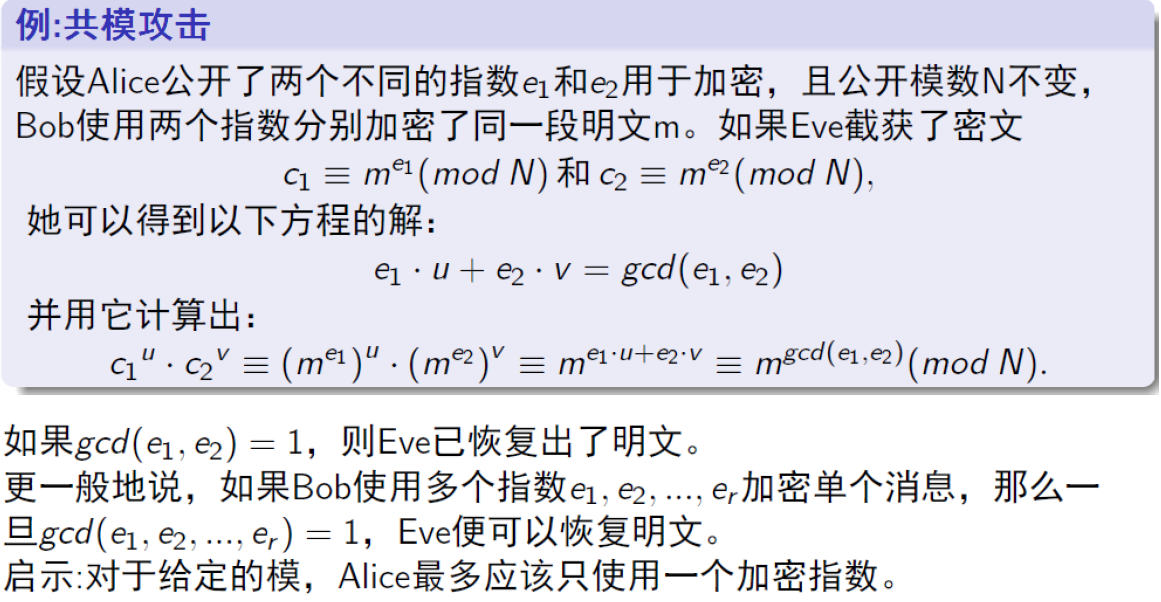 例:共模攻击
假设Alice公开了两个不同的指数e₁和e₂用于加密，且公开模数N不变，
Bob使用两个指数分别加密了同一段明文m。如果Eve截获了密文
c₁ ≡ m^{e₁}(mod N) 和 c₂ ≡ m^{e₂}(mod N),
她可以得到以下方程的解：
e₁ · u + e₂ · v = gcd(e₁, e₂)
并用它计算出：
c₁^u · c₂^v ≡ (m^{e₁})^u · (m^{e₂})^v ≡ m^{e₁·u+e₂·v} ≡ m^{gcd(e₁,e₂)}(mod N).
如果gcd(e₁, e₂) = 1，则Eve已恢复出了明文。
更一般地说，如果Bob使用多个指数e₁, e₂, ..., eᵣ加密单个消息，那么一
旦gcd(e₁, e₂, ..., eᵣ) = 1，Eve便可以恢复明文。
启示:对于给定的模，Alice最多应该只使用一个加密指数。